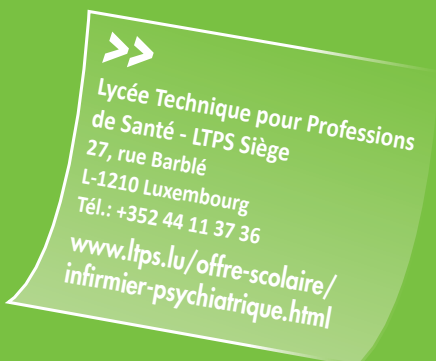 >>
Lycée Technique pour Professions
de Santé - LTPS Siège
27, rue Barblé
L-1210 Luxembourg
Tél.: +352 44 11 37 36
www.ltps.lu/offre-scolaire/
infirmier-psychiatrique.html